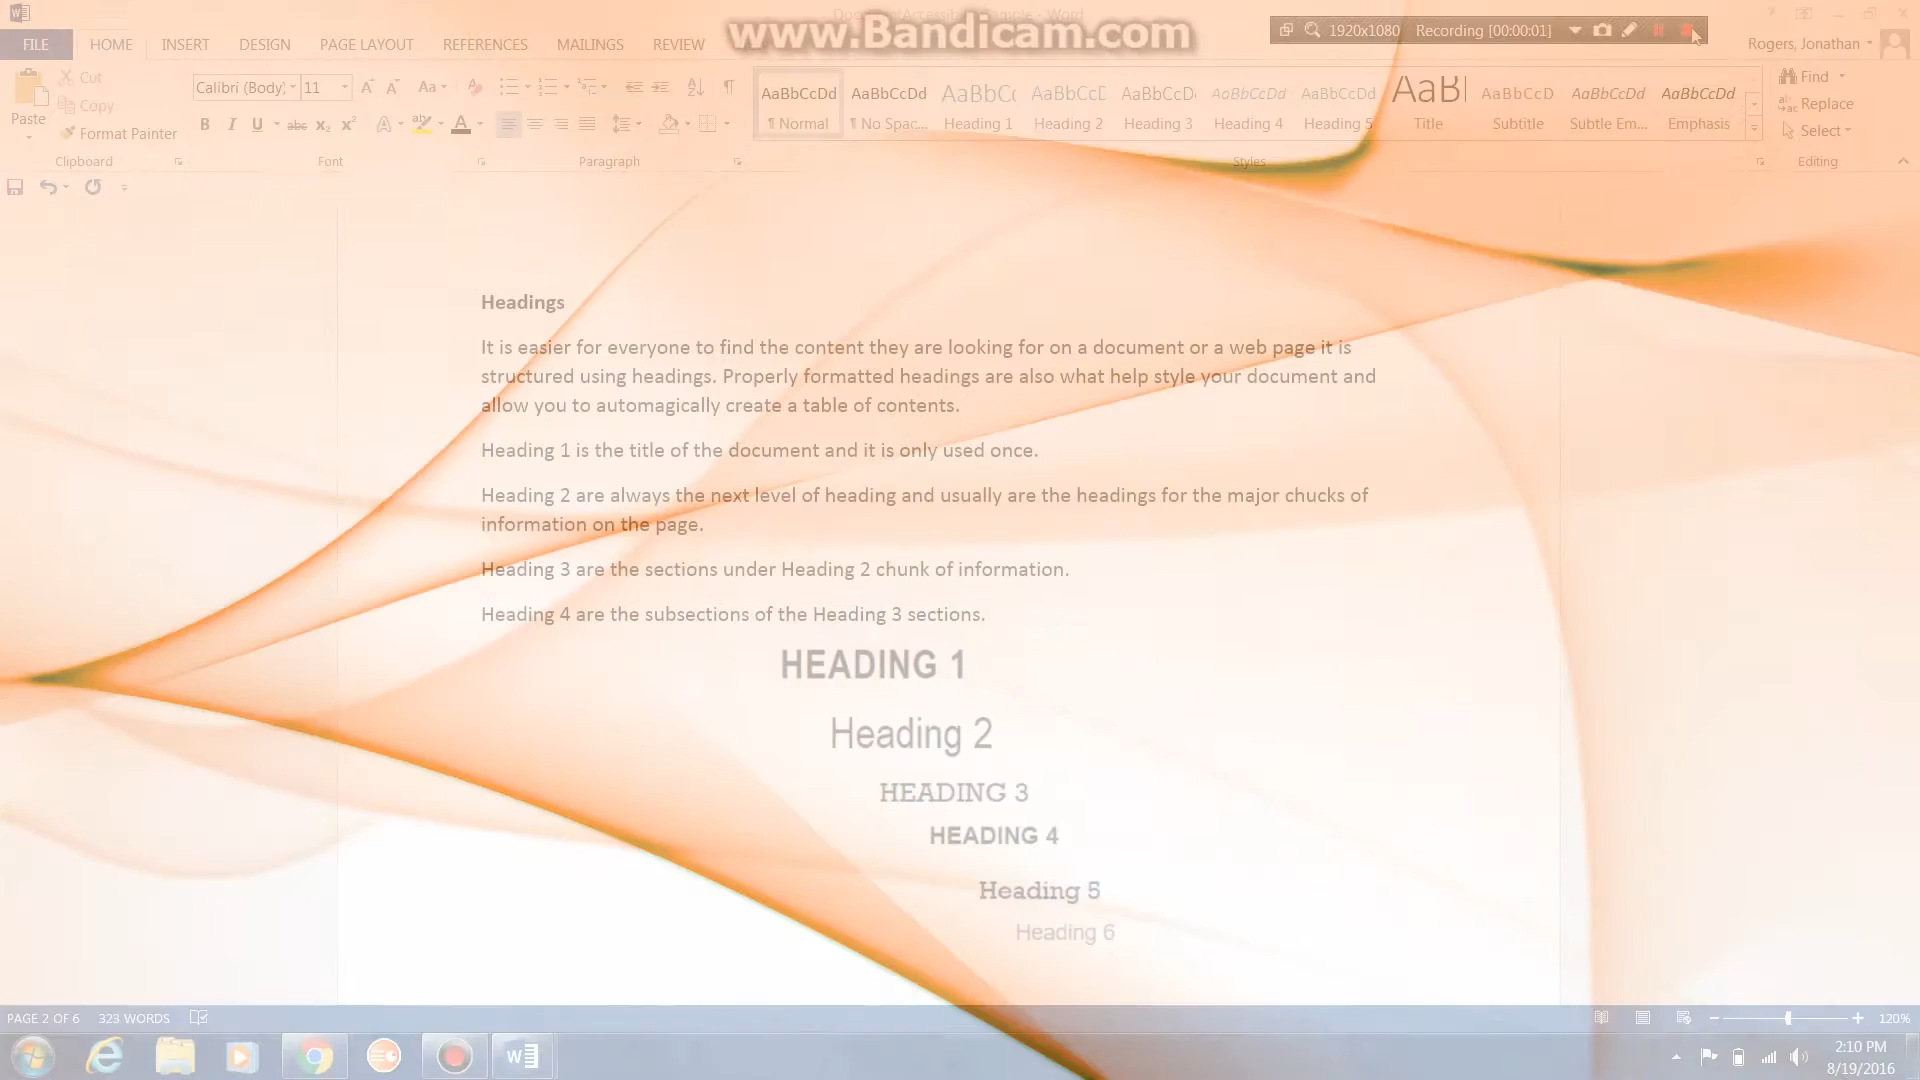 www.Bandicam.com
1920x1080 Recording [00:00:01]
FILE HOME INSERT DESIGN PAGE LAYOUT REFERENCES MAILINGS REVIEW
Rogers, Jonathan
Cut
Copy
Paste
Format Painter
Clipboard
Calibri (Body) 11
Font
Paragraph
AaBbCcDd AaBbCcDd AaBbCc AaBbCcD AaBbCcD AaBbCcDd AaBbCcDd AaB AaBbCcD AaBbCcDd AaBbCcDd
¶ Normal ¶ No Spac... Heading 1 Heading 2 Heading 3 Heading 4 Heading 5 Title Subtitle Subtle Em... Emphasis
Styles
Find
Replace
Select
Editing
Headings
It is easier for everyone to find the content they are looking for on a document or a web page it is
structured using headings. Properly formatted headings are also what help style your document and
allow you to automagically create a table of contents.
Heading 1 is the title of the document and it is only used once.
Heading 2 are always the next level of heading and usually are the headings for the major chucks of
information on the page.
Heading 3 are the sections under Heading 2 chunk of information.
Heading 4 are the subsections of the Heading 3 sections.
HEADING 1
Heading 2
HEADING 3
HEADING 4
Heading 5
Heading 6
PAGE 2 OF 6 323 WORDS
120%
2:10 PM
8/19/2016